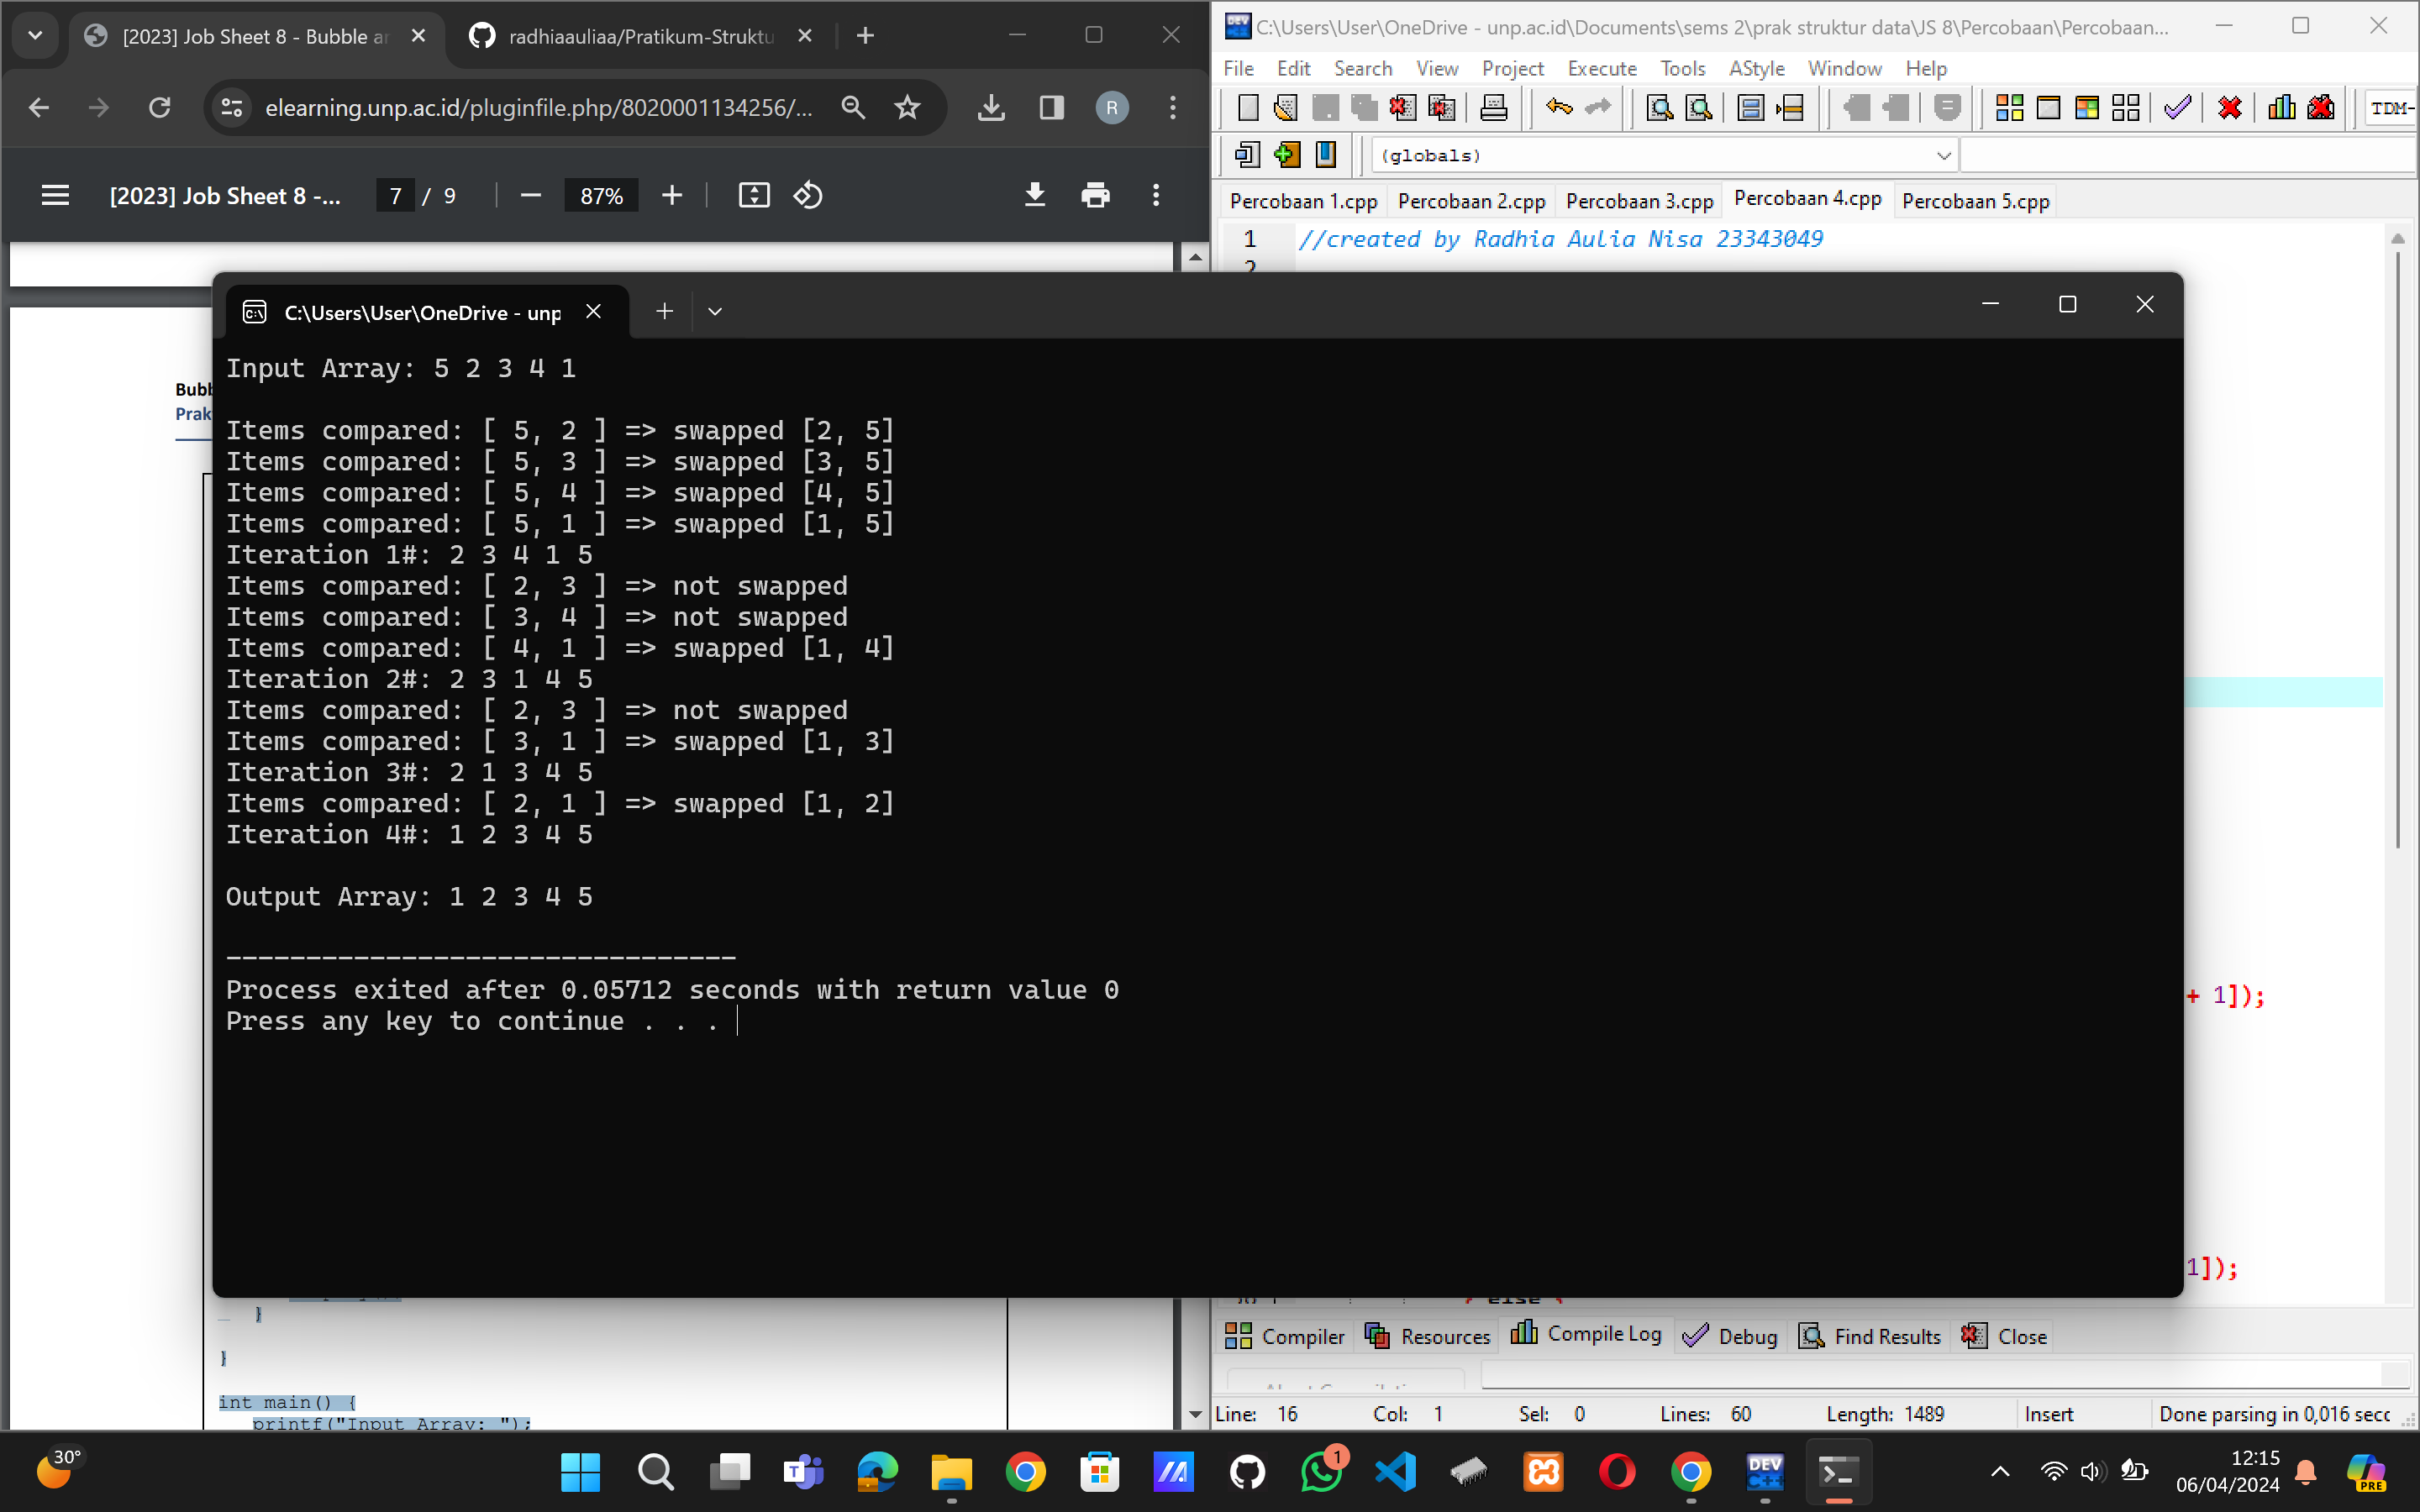 [2023] Job Sheet 8 - Bubble ar
radhiaauliaa/Pratikum-Struktu
elearning.unp.ac.id/pluginfile.php/8020001134256/...
R
[2023] Job Sheet 8 -...
7 / 9
87%
C:\Users\User\OneDrive - unp.ac.id\Documents\sems 2\prak struktur data\JS 8\Percobaan\Percobaan...
File Edit Search View Project Execute Tools AStyle Window Help
TDM-
(globals)
Percobaan 1.cpp Percobaan 2.cpp Percobaan 3.cpp Percobaan 4.cpp Percobaan 5.cpp
1 //created by Radhia Aulia Nisa 23343049
2
Bubb
Prak
C:\Users\User\OneDrive - unp
Input Array: 5 2 3 4 1
Items compared: [ 5, 2 ] => swapped [2, 5]
Items compared: [ 5, 3 ] => swapped [3, 5]
Items compared: [ 5, 4 ] => swapped [4, 5]
Items compared: [ 5, 1 ] => swapped [1, 5]
Iteration 1#: 2 3 4 1 5
Items compared: [ 2, 3 ] => not swapped
Items compared: [ 3, 4 ] => not swapped
Items compared: [ 4, 1 ] => swapped [1, 4]
Iteration 2#: 2 3 1 4 5
Items compared: [ 2, 3 ] => not swapped
Items compared: [ 3, 1 ] => swapped [1, 3]
Iteration 3#: 2 1 3 4 5
Items compared: [ 2, 1 ] => swapped [1, 2]
Iteration 4#: 1 2 3 4 5
Output Array: 1 2 3 4 5
--------------------------------
Process exited after 0.05712 seconds with return value 0
Press any key to continue . . .
+ 1]);
1]);
} else {
}
}
int main() {
printf("Input Array: ");
Compiler Resources Compile Log Debug Find Results Close
Line: 16 Col: 1 Sel: 0 Lines: 60 Length: 1489 Insert Done parsing in 0,016 secc
30°
1
DEV C++
PRE
12:15
06/04/2024